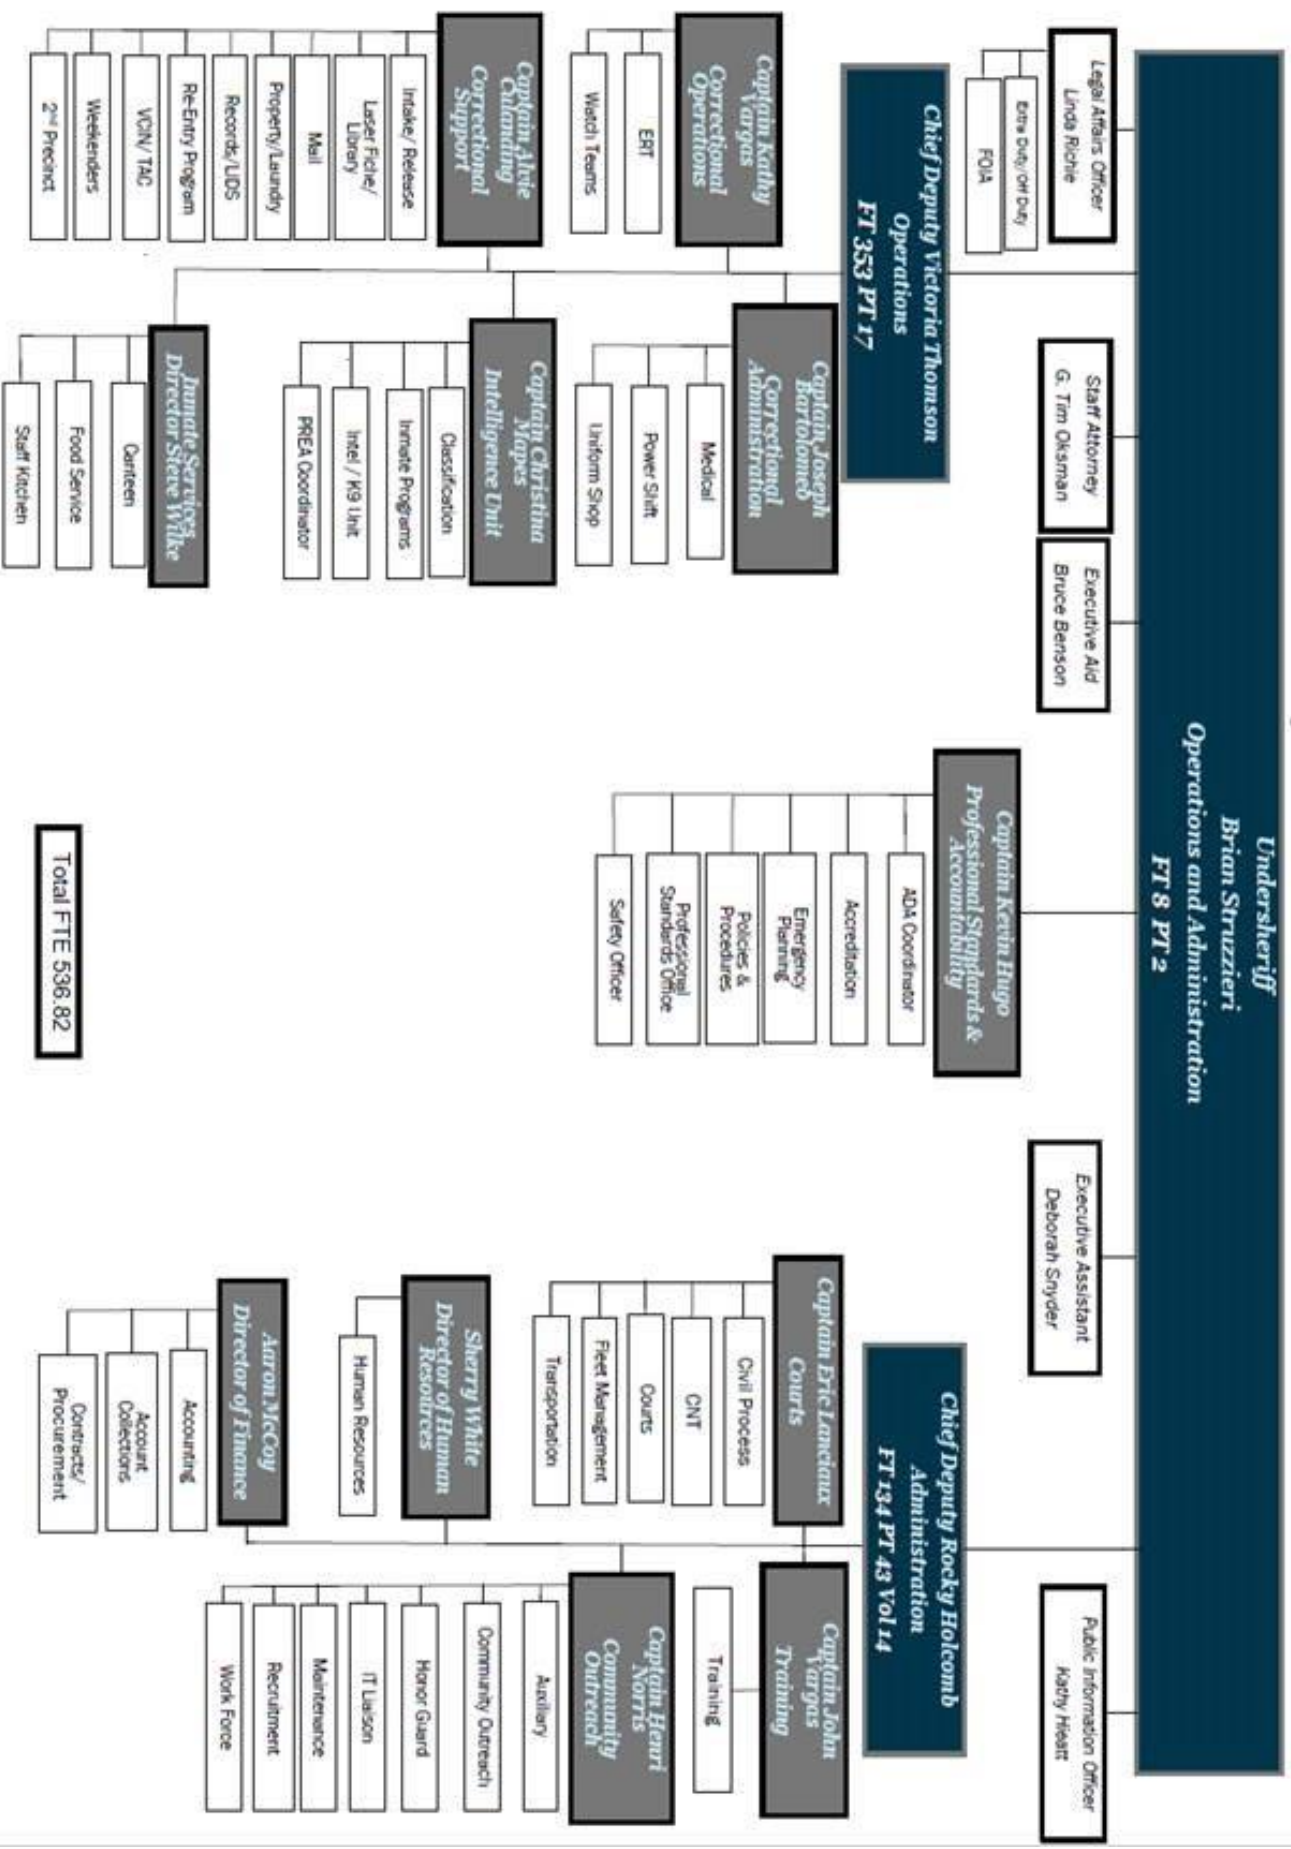 Undersheriff
Brian Struzzieri
Operations and Administration
FT 8 PT 2
Legal Affairs Officer
Linda Richie
Extra Duty/Off Duty
FOIA
Staff Attorney
G. Tim Oksman
Executive Aid
Bruce Benson
Executive Assistant
Deborah Snyder
Public Information Officer
Kathy Hieatt
Chief Deputy Victoria Thomson
Operations
FT 353 PT 17
Captain Kathy
Vargas
Correctional
Operations
ERT
Watch Teams
Captain Joseph
Bartolomeo
Correctional
Administration
Medical
Power Shift
Uniform Shop
Captain Alvie
Culanding
Correctional
Support
Intake/ Release
Laser Fiche/
Library
Mail
Property/Laundry
Records/LIDS
Re-Entry Program
VCIN/ TAC
Weekenders
2nd Precinct
Captain Christina
Mapes
Intelligence Unit
Classification
Inmate Programs
Intel / K9 Unit
PREA Coordinator
Inmate Services
Director Steve Wilke
Canteen
Food Service
Staff Kitchen
Captain Kevin Hugo
Professional Standards &
Accountability
ADA Coordinator
Accreditation
Emergency
Planning
Policies &
Procedures
Professional
Standards Office
Safety Officer
Chief Deputy Rocky Holcomb
Administration
FT 134 PT 43 Vol 14
Captain Eric Lanciaux
Courts
Civil Process
CNT
Courts
Fleet Management
Transportation
Captain John
Vargas
Training
Training
Sherry White
Director of Human
Resources
Human Resources
Captain Henri
Norris
Community
Outreach
Auxiliary
Community Outreach
Honor Guard
IT Liaison
Maintenance
Recruitment
Work Force
Aaron McCoy
Director of Finance
Accounting
Account
Collections
Contracts/
Procurement
Total FTE 536.82